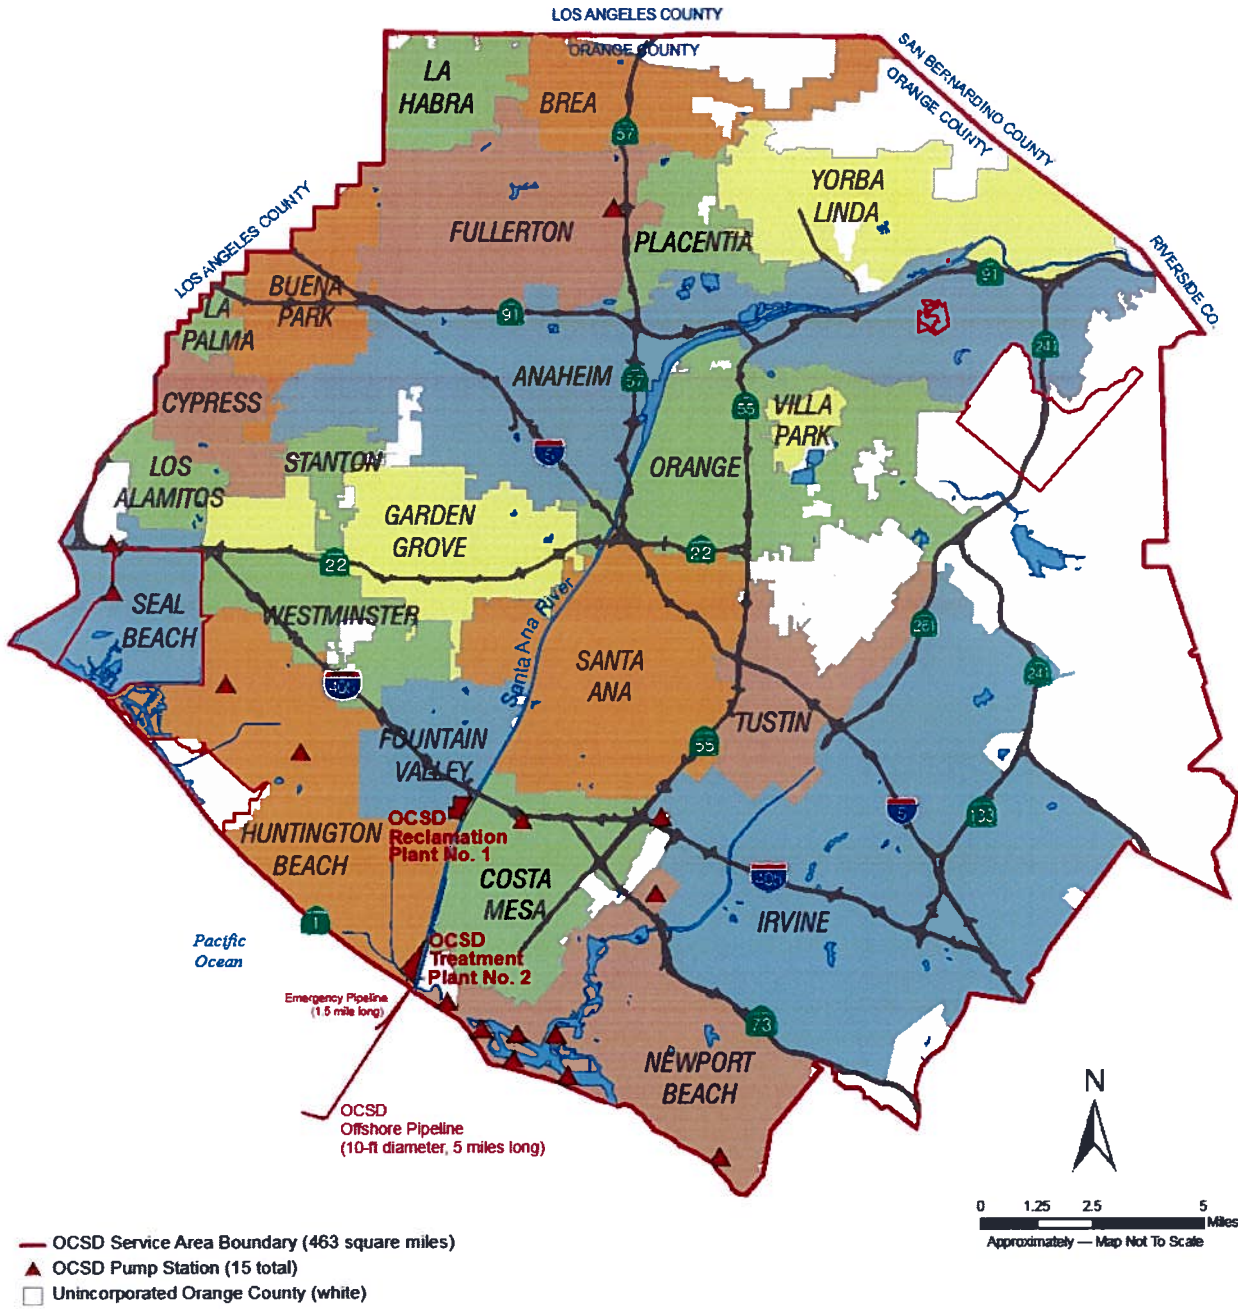 LOS ANGELES COUNTY
ORANGE COUNTY
SAN BERNARDINO COUNTY
ORANGE COUNTY
LA
HABRA
BREA
57
YORBA
LINDA
LOS ANGELES COUNTY
FULLERTON
PLACENTIA
RIVERSIDE CO.
BUENA
PARK
91
91
LA
PALMA
241
ANAHEIM
57
CYPRESS
55
VILLA
PARK
5
STANTON
LOS
ALAMITOS
ORANGE
GARDEN
GROVE
22
22
SEAL
BEACH
WESTMINSTER
Santa Ana River
261
SANTA
ANA
241
405
TUSTIN
FOUNTAIN
VALLEY
55
5
133
OCSD
Reclamation
Plant No. 1
HUNTINGTON
BEACH
COSTA
MESA
405
IRVINE
1
Pacific
Ocean
OCSD
Treatment
Plant No. 2
Emergency Pipeline
(1.5 mile long)
73
NEWPORT
BEACH
N
OCSD
Offshore Pipeline
(10-ft diameter, 5 miles long)
0 1.25 2.5 5
Miles
Approximately — Map Not To Scale
OCSD Service Area Boundary (463 square miles)
OCSD Pump Station (15 total)
Unincorporated Orange County (white)